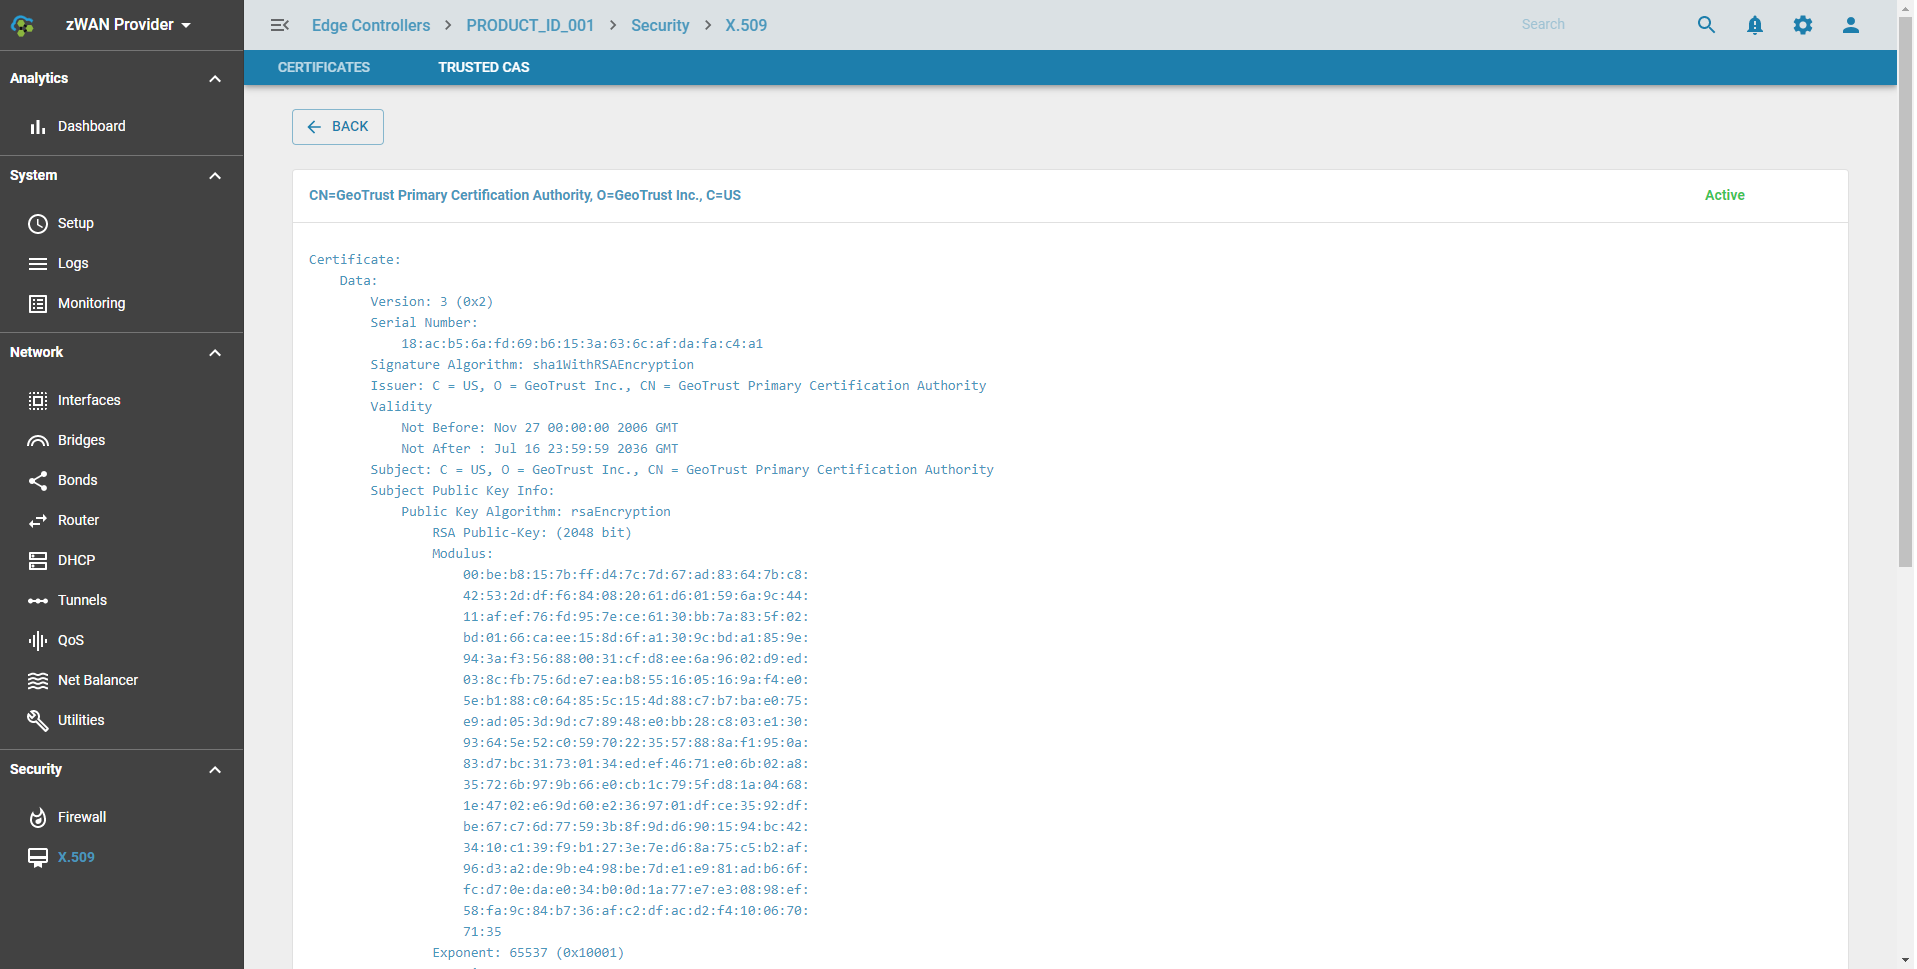 zWAN Provider
Edge Controllers > PRODUCT_ID_001 > Security > X.509
Search
CERTIFICATES
TRUSTED CAS
Analytics
Dashboard
System
Setup
Logs
Monitoring
Network
Interfaces
Bridges
Bonds
Router
DHCP
Tunnels
QoS
Net Balancer
Utilities
Security
Firewall
X.509
BACK
CN=GeoTrust Primary Certification Authority, O=GeoTrust Inc., C=US
Active
Certificate:
Data:
Version: 3 (0x2)
Serial Number:
18:ac:b5:6a:fd:69:b6:15:3a:63:6c:af:da:fa:c4:a1
Signature Algorithm: sha1WithRSAEncryption
Issuer: C = US, O = GeoTrust Inc., CN = GeoTrust Primary Certification Authority
Validity
Not Before: Nov 27 00:00:00 2006 GMT
Not After : Jul 16 23:59:59 2036 GMT
Subject: C = US, O = GeoTrust Inc., CN = GeoTrust Primary Certification Authority
Subject Public Key Info:
Public Key Algorithm: rsaEncryption
RSA Public-Key: (2048 bit)
Modulus:
00:be:b8:15:7b:ff:d4:7c:7d:67:ad:83:64:7b:c8:
42:53:2d:df:f6:84:08:20:61:d6:01:59:6a:9c:44:
11:af:ef:76:fd:95:7e:ce:61:30:bb:7a:83:5f:02:
bd:01:66:ca:ee:15:8d:6f:a1:30:9c:bd:a1:85:9e:
94:3a:f3:56:88:00:31:cf:d8:ee:6a:96:02:d9:ed:
03:8c:fb:75:6d:e7:ea:b8:55:16:05:16:9a:f4:e0:
5e:b1:88:c0:64:85:5c:15:4d:88:c7:b7:ba:e0:75:
e9:ad:05:3d:9d:c7:89:48:e0:bb:28:c8:03:e1:30:
93:64:5e:52:c0:59:70:22:35:57:88:8a:f1:95:0a:
83:d7:bc:31:73:01:34:ed:ef:46:71:e0:6b:02:a8:
35:72:6b:97:9b:66:e0:cb:1c:79:5f:d8:1a:04:68:
1e:47:02:e6:9d:60:e2:36:97:01:df:ce:35:92:df:
be:67:c7:6d:77:59:3b:8f:9d:d6:90:15:94:bc:42:
34:10:c1:39:f9:b1:27:3e:7e:d6:8a:75:c5:b2:af:
96:d3:a2:de:9b:e4:98:be:7d:e1:e9:81:ad:b6:6f:
fc:d7:0e:da:e0:34:b0:0d:1a:77:e7:e3:08:98:ef:
58:fa:9c:84:b7:36:af:c2:df:ac:d2:f4:10:06:70:
71:35
Exponent: 65537 (0x10001)